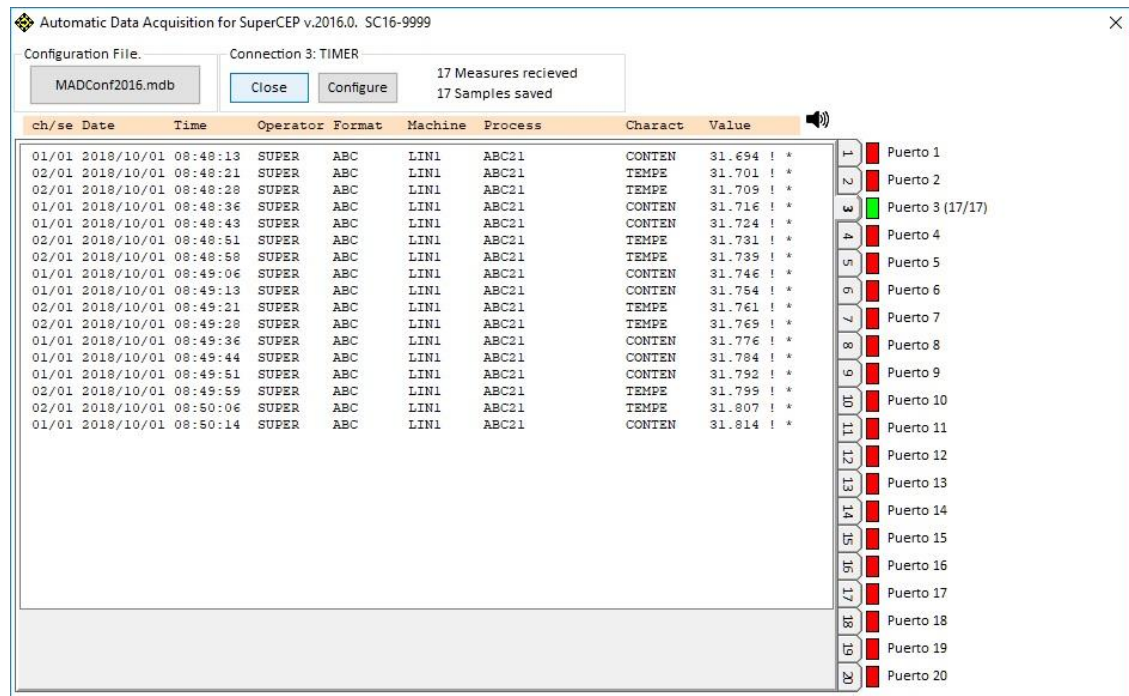 Automatic Data Acquisition for SuperCEP v.2016.0. SC16-9999
Configuration File.
MADConf2016.mdb
Connection 3: TIMER
Close
Configure
17 Measures recieved
17 Samples saved
ch/se Date Time Operator Format Machine Process Charact Value
01/01 2018/10/01 08:48:13 SUPER ABC LIN1 ABC21 CONTEN 31.694 ! *
02/01 2018/10/01 08:48:21 SUPER ABC LIN1 ABC21 TEMPE 31.701 ! *
02/01 2018/10/01 08:48:28 SUPER ABC LIN1 ABC21 TEMPE 31.709 ! *
01/01 2018/10/01 08:48:36 SUPER ABC LIN1 ABC21 CONTEN 31.716 ! *
01/01 2018/10/01 08:48:43 SUPER ABC LIN1 ABC21 CONTEN 31.724 ! *
02/01 2018/10/01 08:48:51 SUPER ABC LIN1 ABC21 TEMPE 31.731 ! *
02/01 2018/10/01 08:48:58 SUPER ABC LIN1 ABC21 TEMPE 31.739 ! *
01/01 2018/10/01 08:49:06 SUPER ABC LIN1 ABC21 CONTEN 31.746 ! *
01/01 2018/10/01 08:49:13 SUPER ABC LIN1 ABC21 CONTEN 31.754 ! *
02/01 2018/10/01 08:49:21 SUPER ABC LIN1 ABC21 TEMPE 31.761 ! *
02/01 2018/10/01 08:49:28 SUPER ABC LIN1 ABC21 TEMPE 31.769 ! *
01/01 2018/10/01 08:49:36 SUPER ABC LIN1 ABC21 CONTEN 31.776 ! *
01/01 2018/10/01 08:49:44 SUPER ABC LIN1 ABC21 CONTEN 31.784 ! *
01/01 2018/10/01 08:49:51 SUPER ABC LIN1 ABC21 CONTEN 31.792 ! *
02/01 2018/10/01 08:49:59 SUPER ABC LIN1 ABC21 TEMPE 31.799 ! *
02/01 2018/10/01 08:50:06 SUPER ABC LIN1 ABC21 TEMPE 31.807 ! *
01/01 2018/10/01 08:50:14 SUPER ABC LIN1 ABC21 CONTEN 31.814 ! *
1 Puerto 1
2 Puerto 2
3 Puerto 3 (17/17)
4 Puerto 4
5 Puerto 5
6 Puerto 6
7 Puerto 7
8 Puerto 8
9 Puerto 9
10 Puerto 10
11 Puerto 11
12 Puerto 12
13 Puerto 13
14 Puerto 14
15 Puerto 15
16 Puerto 16
17 Puerto 17
18 Puerto 18
19 Puerto 19
20 Puerto 20